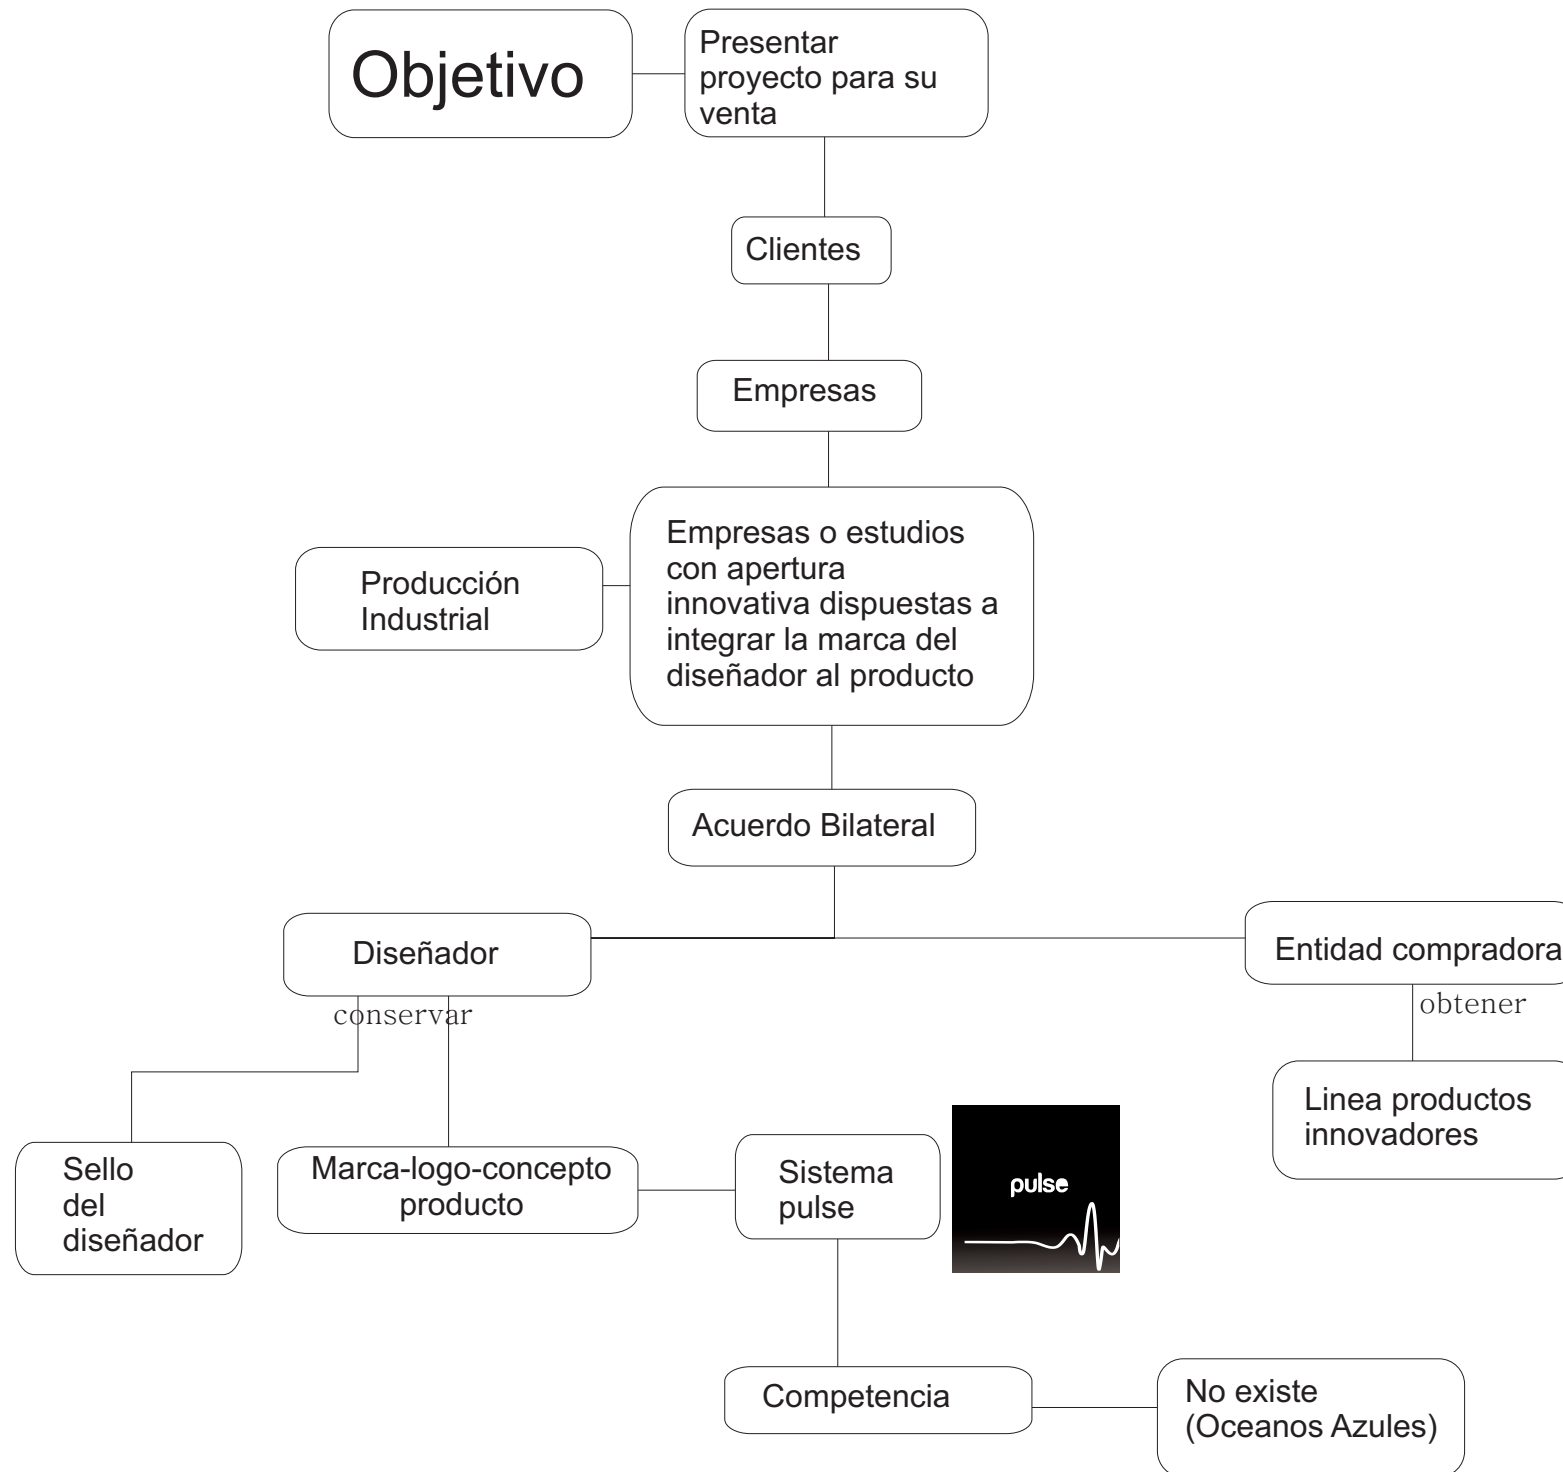 Objetivo
Presentar
proyecto para su
venta
Clientes
Empresas
Producción
Industrial
Empresas o estudios
con apertura
innovativa dispuestas a
integrar la marca del
diseñador al producto
Acuerdo Bilateral
Diseñador
Entidad compradora
conservar
obtener
Linea productos
innovadores
Sello
del
diseñador
Marca-logo-concepto
producto
Sistema
pulse
pulse
Competencia
No existe
(Oceanos Azules)